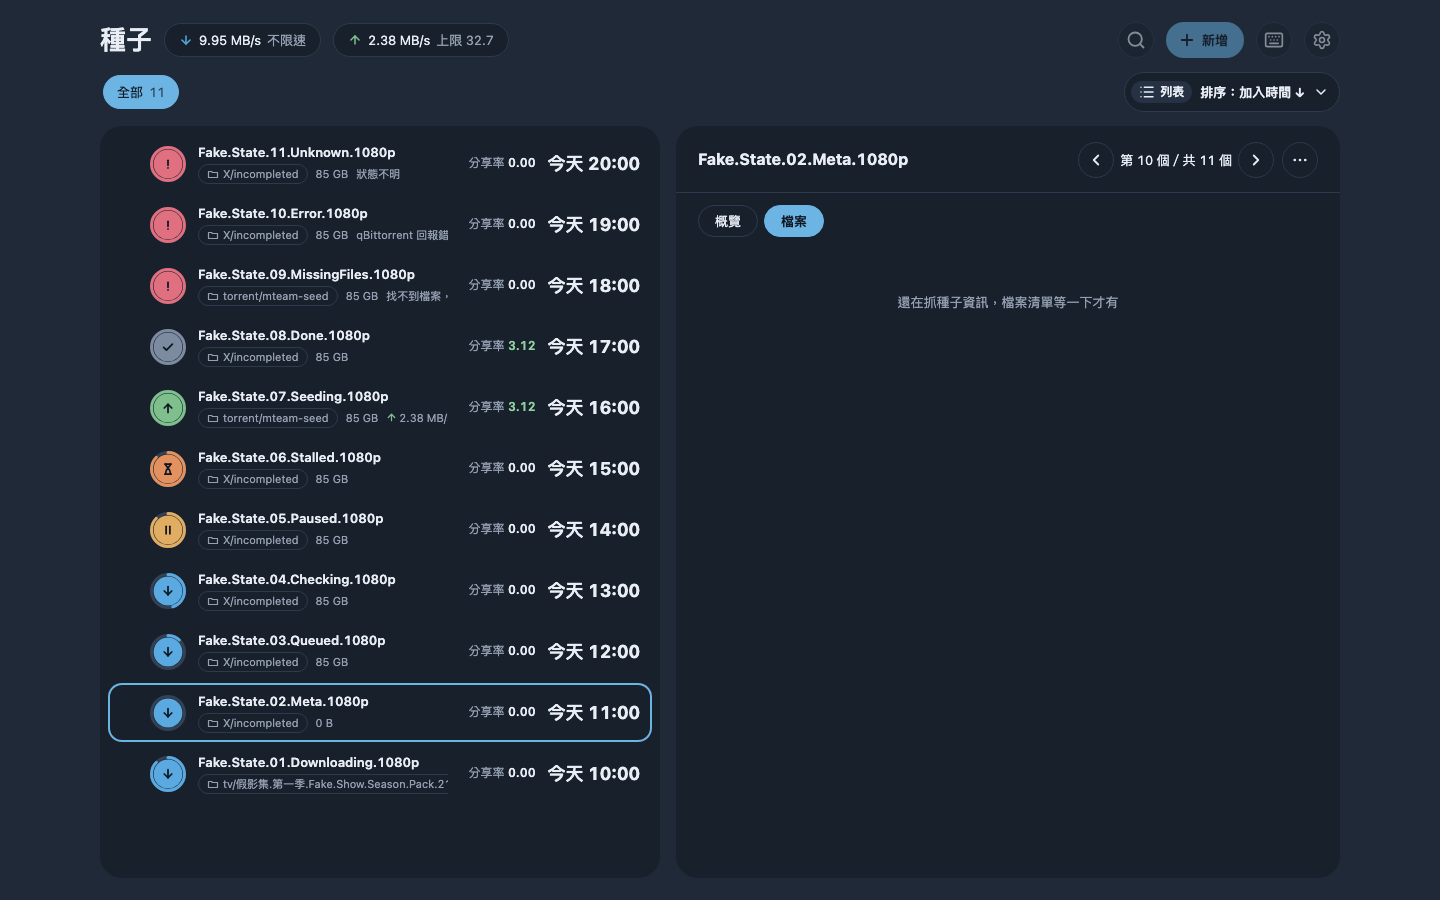 種子
9.95 MB/s 不限速
2.38 MB/s 上限 32.7
新增
全部 11
列表
排序：加入時間
Fake.State.11.Unknown.1080p
X/incompleted 85 GB 狀態不明
分享率 0.00
今天 20:00
Fake.State.10.Error.1080p
X/incompleted 85 GB qBittorrent 回報錯
分享率 0.00
今天 19:00
Fake.State.09.MissingFiles.1080p
torrent/mteam-seed 85 GB 找不到檔案，
分享率 0.00
今天 18:00
Fake.State.08.Done.1080p
X/incompleted 85 GB
分享率 3.12
今天 17:00
Fake.State.07.Seeding.1080p
torrent/mteam-seed 85 GB 2.38 MB/
分享率 3.12
今天 16:00
Fake.State.06.Stalled.1080p
X/incompleted 85 GB
分享率 0.00
今天 15:00
Fake.State.05.Paused.1080p
X/incompleted 85 GB
分享率 0.00
今天 14:00
Fake.State.04.Checking.1080p
X/incompleted 85 GB
分享率 0.00
今天 13:00
Fake.State.03.Queued.1080p
X/incompleted 85 GB
分享率 0.00
今天 12:00
Fake.State.02.Meta.1080p
X/incompleted 0 B
分享率 0.00
今天 11:00
Fake.State.01.Downloading.1080p
tv/假影集.第一季.Fake.Show.Season.Pack.2
分享率 0.00
今天 10:00
Fake.State.02.Meta.1080p
第 10 個 / 共 11 個
概覽
檔案
還在抓種子資訊，檔案清單等一下才有